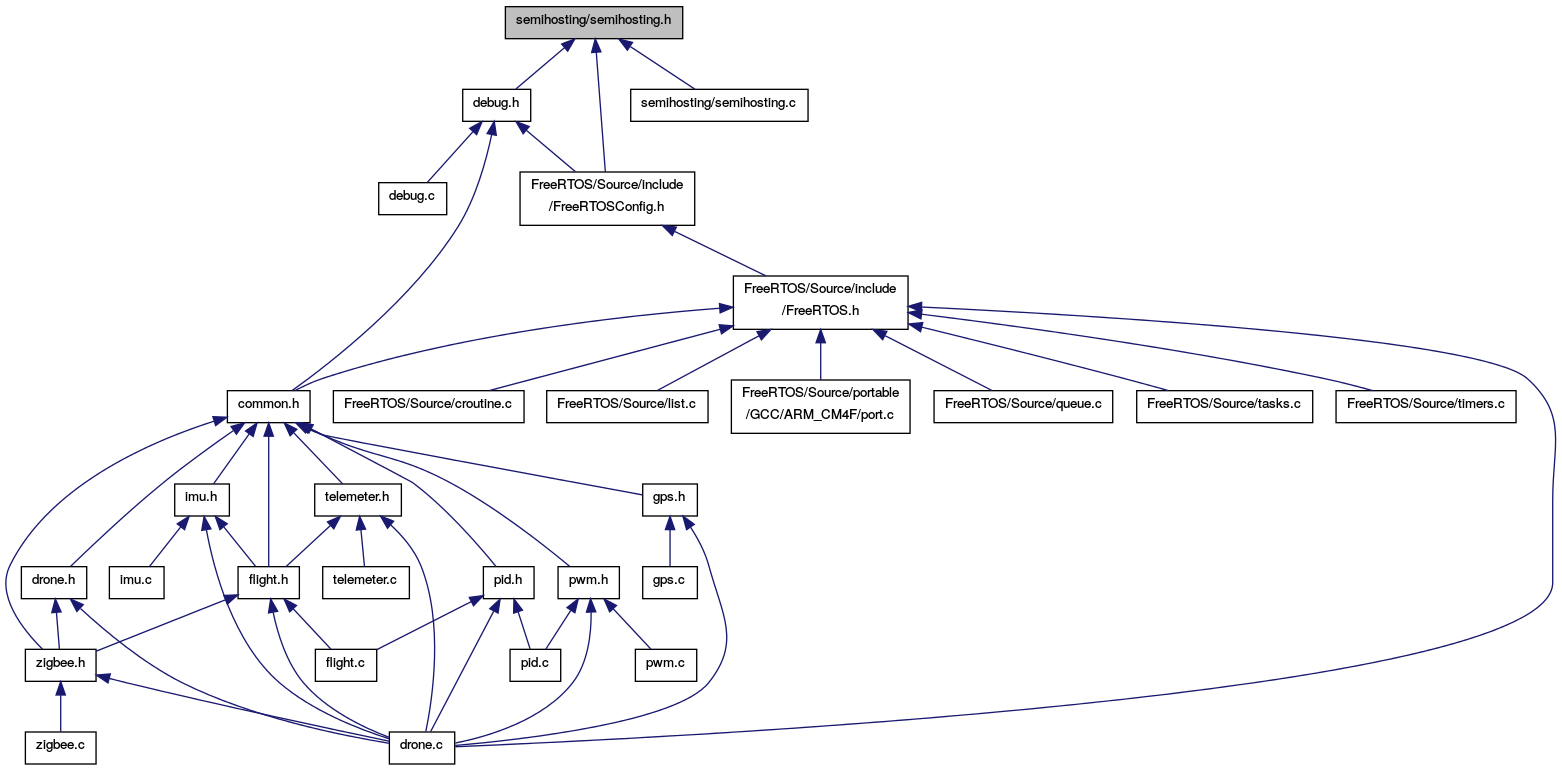 semihosting/semihosting.h
debug.h
semihosting/semihosting.c
debug.c
FreeRTOS/Source/include
/FreeRTOSConfig.h
FreeRTOS/Source/include
/FreeRTOS.h
common.h
FreeRTOS/Source/croutine.c
FreeRTOS/Source/list.c
FreeRTOS/Source/portable
/GCC/ARM_CM4F/port.c
FreeRTOS/Source/queue.c
FreeRTOS/Source/tasks.c
FreeRTOS/Source/timers.c
imu.h
telemeter.h
gps.h
drone.h
imu.c
flight.h
telemeter.c
pid.h
pwm.h
gps.c
zigbee.h
flight.c
pid.c
pwm.c
zigbee.c
drone.c